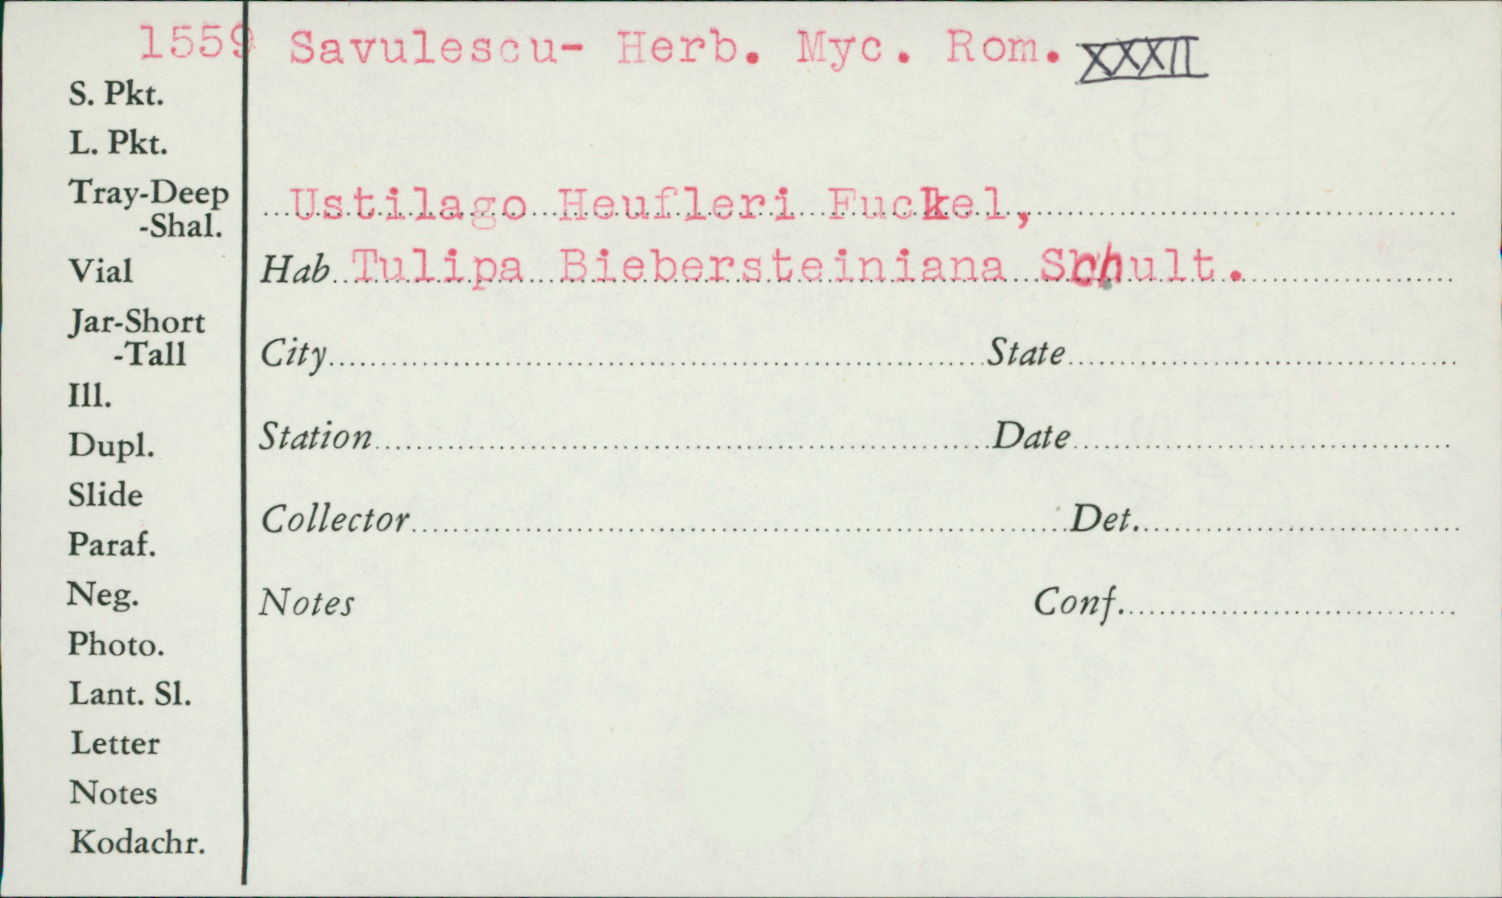 1559 Savulescu- Herb. Myc. Rom. XXXII
S. Pkt.
L. Pkt.
Tray-Deep
-Shal.
Vial
Jar-Short
-Tall
Ill.
Dupl.
Slide
Paraf.
Neg.
Photo.
Lant. Sl.
Letter
Notes
Kodachr.
Ustilago Heufleri Fuckel,
Hab Tulipa Biebersteiniana Schult.
City State
Station Date
Collector Det.
Notes Conf.